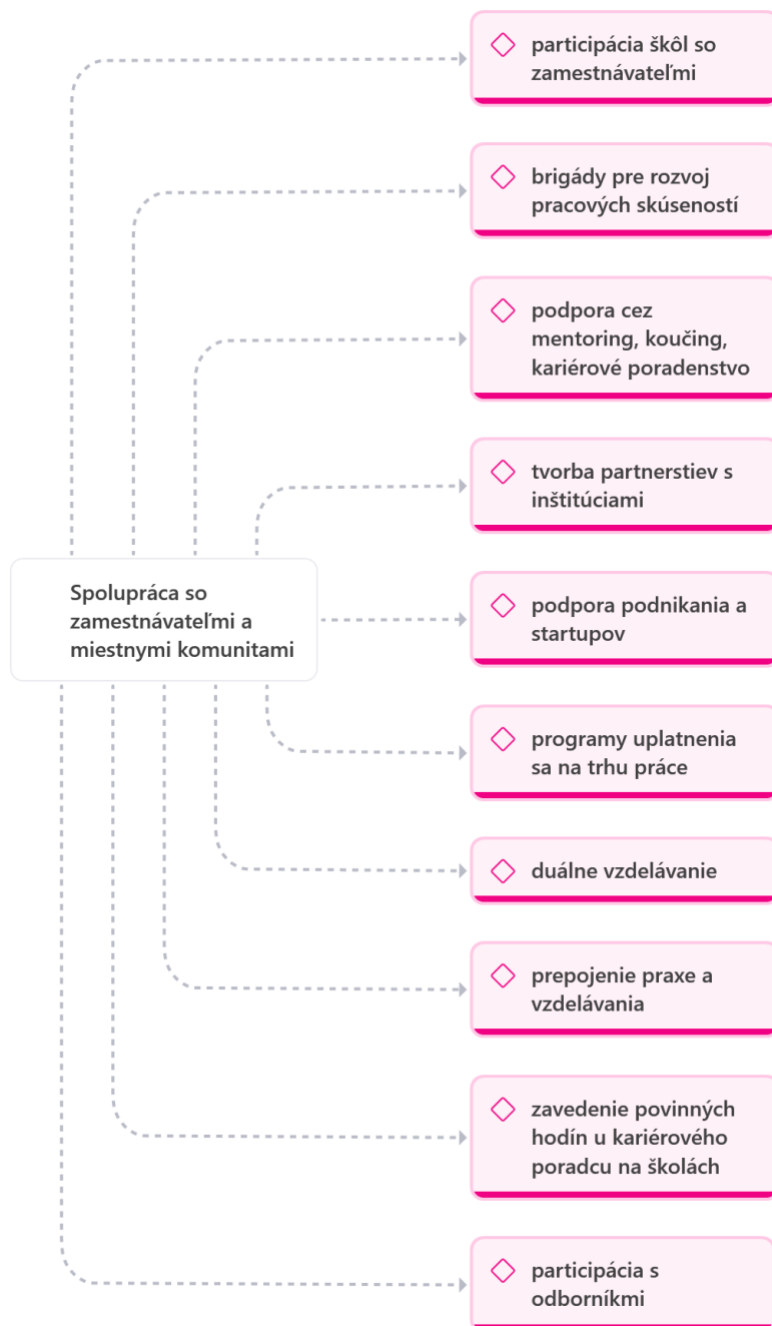 participácia škôl so
zamestnávateľmi
brigády pre rozvoj
pracových skúseností
podpora cez
mentoring, koučing,
kariérové poradenstvo
tvorba partnerstiev s
inštitúciami
Spolupráca so
zamestnávateľmi a
miestnymi komunitami
podpora podnikania a
startupov
programy uplatnenia
sa na trhu práce
duálne vzdelávanie
prepojenie praxe a
vzdelávania
zavedenie povinných
hodín u kariérového
poradcu na školách
participácia s
odborníkmi